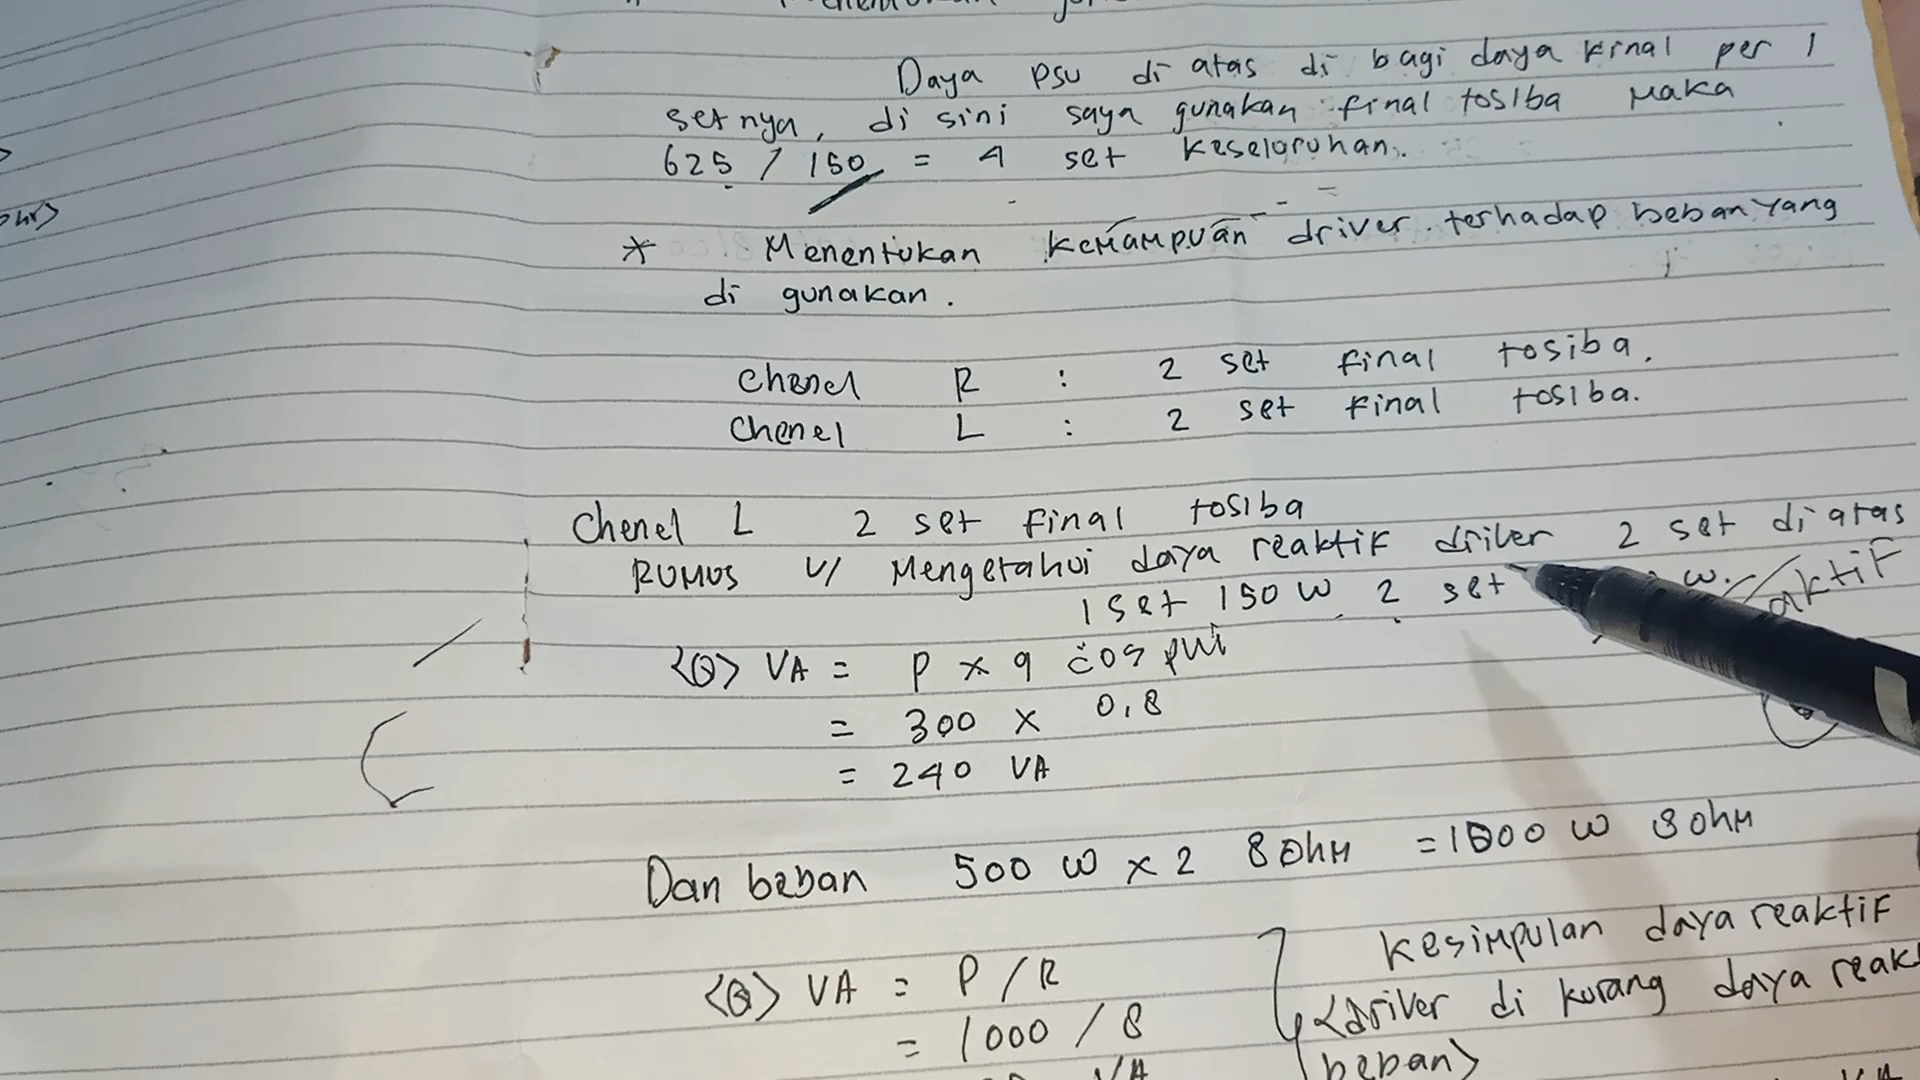 Daya psu di atas di bagi daya final per 1
setnya, di sini saya gunakan final tosiba Maka
625 / 150 = 4 set keseloruhan.
* Menentukan keMaMpuan driver terhadap beban yang
di gunakan.
Chenel R : 2 set final tosiba.
Chenel L : 2 set final tosiba.
Chenel L 2 set final tosiba
RUMUS U/ Mengetahui daya reaktif driver 2 set di atas
1 set 150 W 2 set W. aktif
<Q> VA = P x q cos phi
= 300 x 0,8
= 240 VA
Dan beban 500 W x 2 8 ohM = 1000 W 8 ohM
<Q> VA = P / R
= 1000 / 8
VA
kesiMpulan daya reaktif
<driver di kurang daya reak
beban>